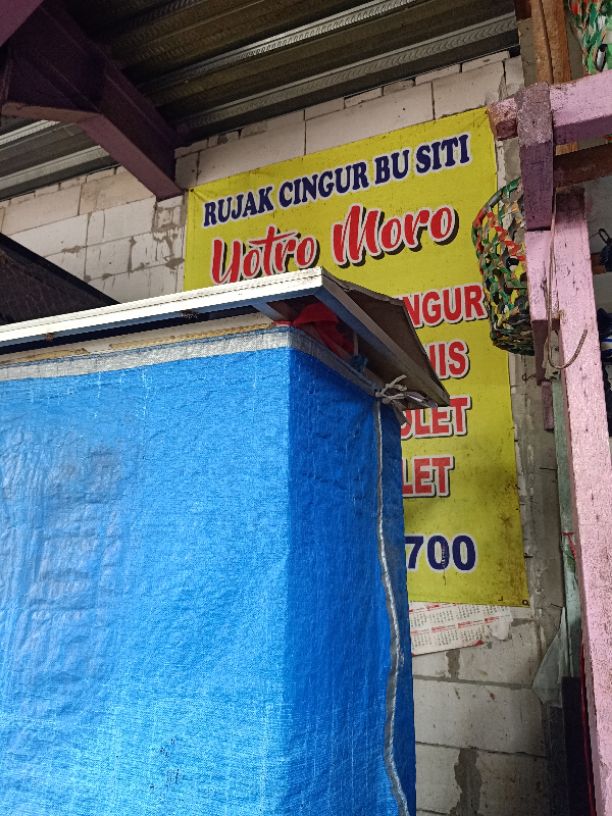 RUJAK CINGUR BU SITI
Yotro Moro
NGUR
IS
OLET
LET
700